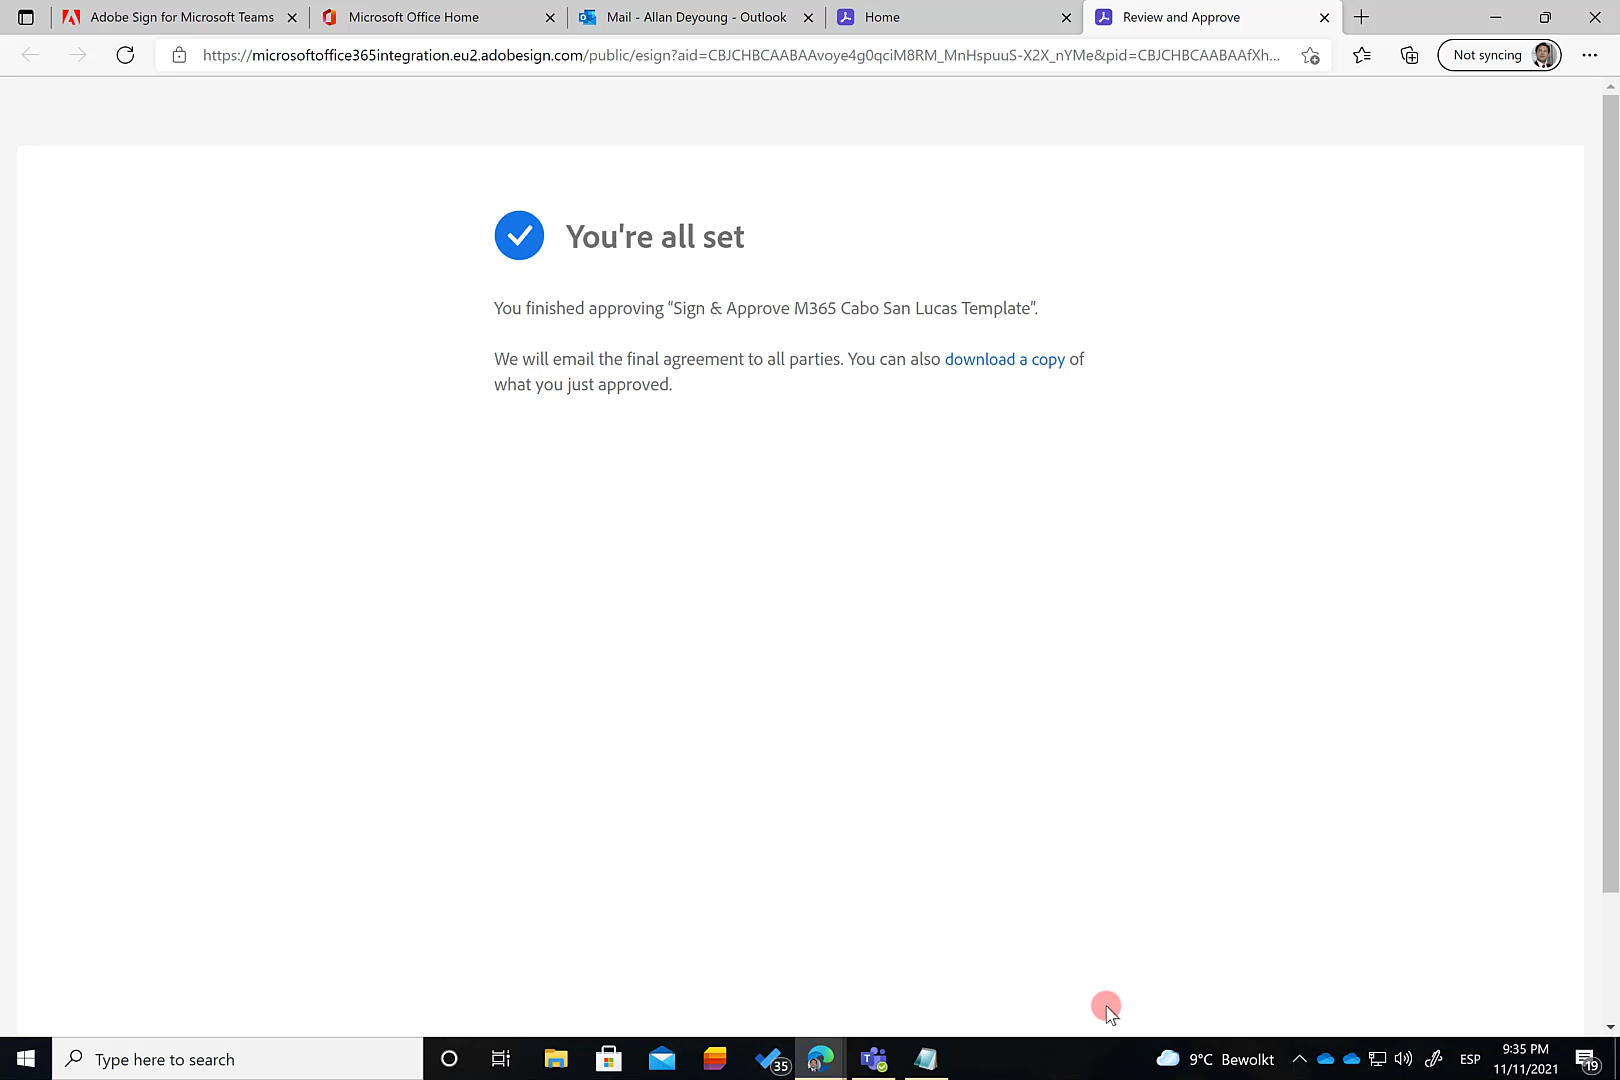 Adobe Sign for Microsoft Teams
Microsoft Office Home
Mail - Allan Deyoung - Outlook
Home
Review and Approve
https://microsoftoffice365integration.eu2.adobesign.com/public/esign?aid=CBJCHBCAABAAvoye4g0qciM8RM_MnHspuuS-X2X_nYMe&pid=CBJCHBCAABAAfXh...
Not syncing
You're all set
You finished approving “Sign & Approve M365 Cabo San Lucas Template”.
We will email the final agreement to all parties. You can also download a copy of
what you just approved.
Type here to search
35
9°C Bewolkt
ESP
9:35 PM
11/11/2021
19